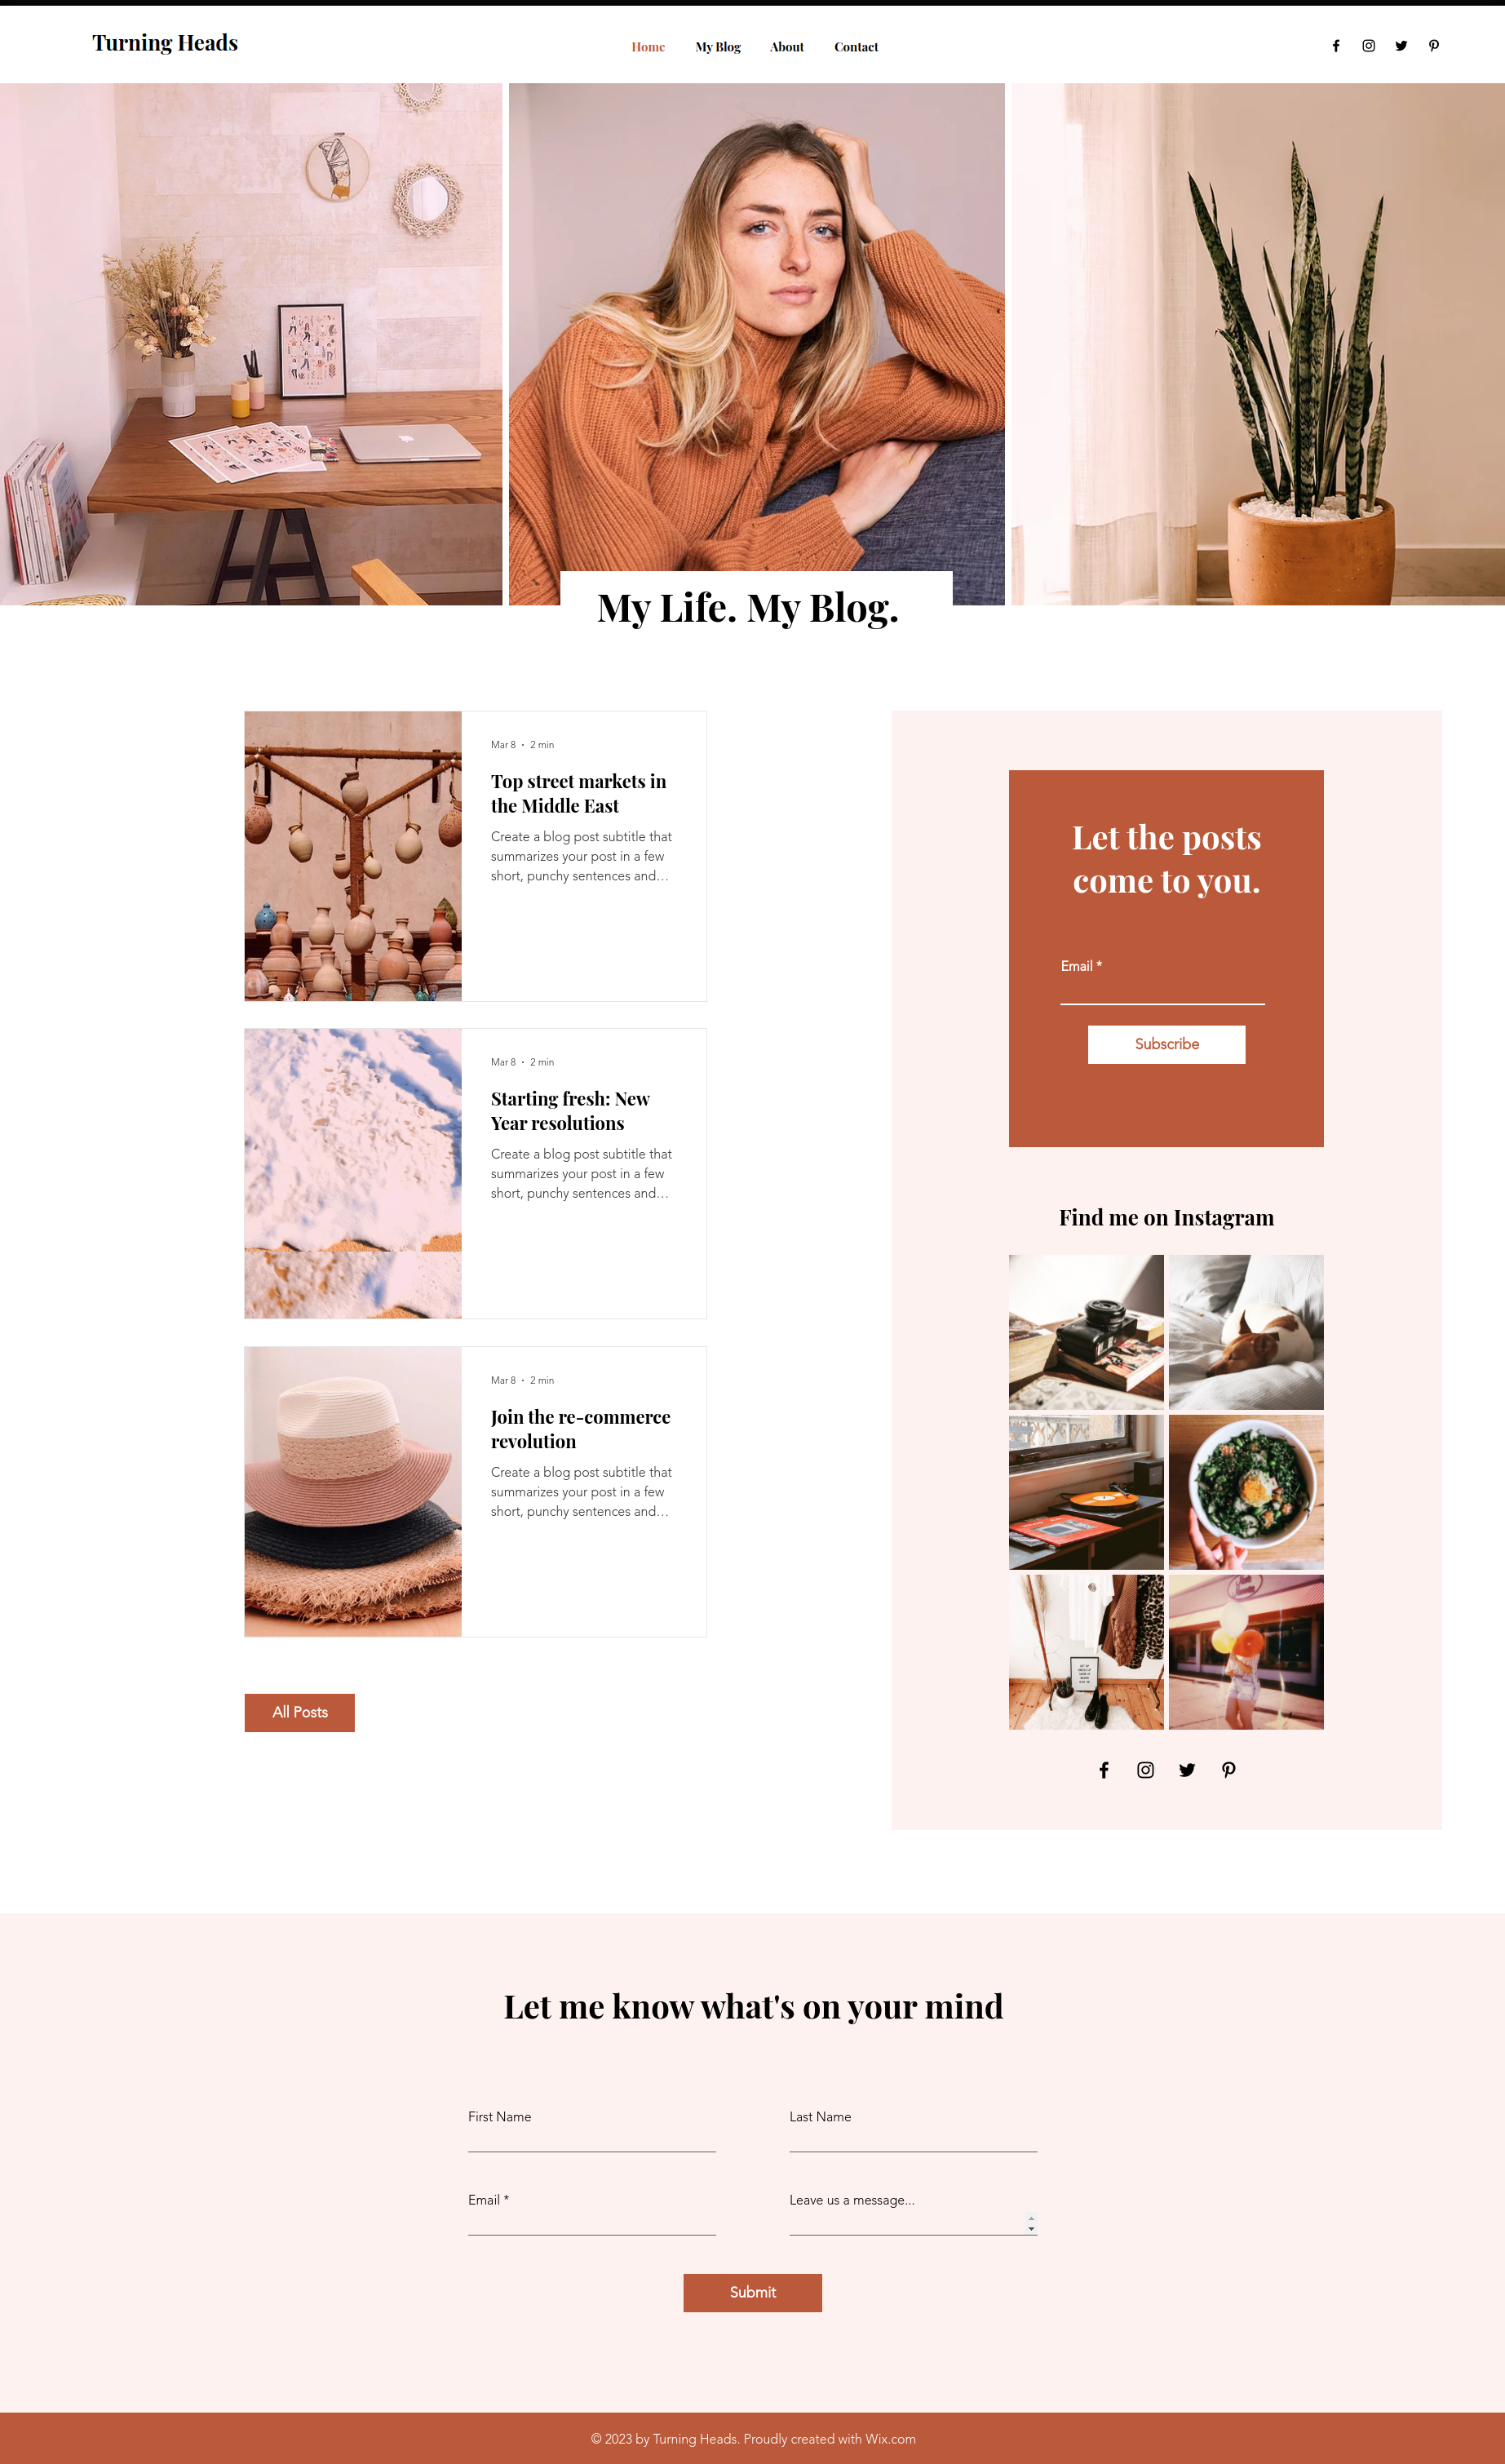 Turning Heads
Home
My Blog
About
Contact
My Life. My Blog.
Mar 8 · 2 min
Top street markets in
the Middle East
Create a blog post subtitle that
summarizes your post in a few
short, punchy sentences and…
Mar 8 · 2 min
Starting fresh: New
Year resolutions
Create a blog post subtitle that
summarizes your post in a few
short, punchy sentences and…
Mar 8 · 2 min
Join the re-commerce
revolution
Create a blog post subtitle that
summarizes your post in a few
short, punchy sentences and…
All Posts
Let the posts
come to you.
Email *
Subscribe
Find me on Instagram
Let me know what's on your mind
First Name
Last Name
Email *
Leave us a message...
Submit
© 2023 by Turning Heads. Proudly created with Wix.com